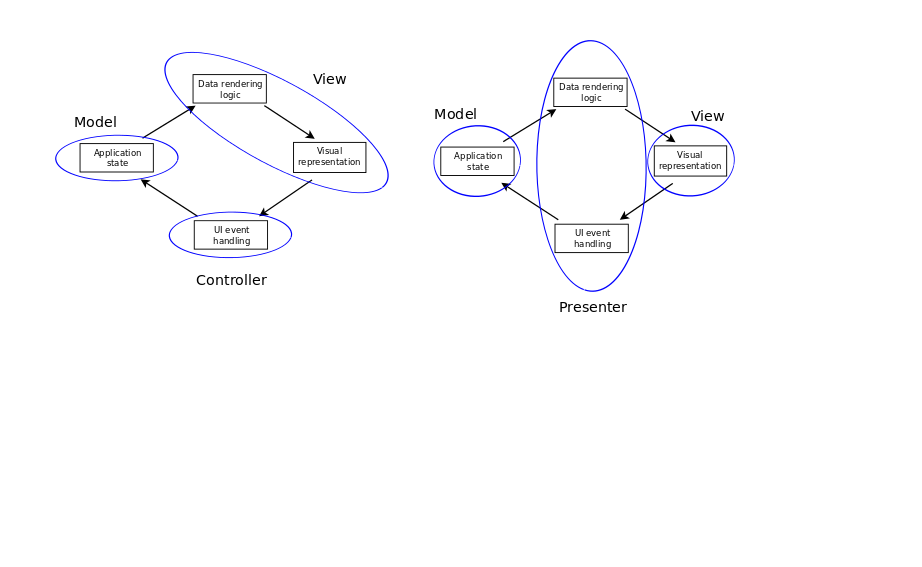 View
Data rendering
logic
Model
Application
state
Visual
representation
UI event
handling
Controller
Data rendering
logic
Model
View
Application
state
Visual
representation
UI event
handling
Presenter